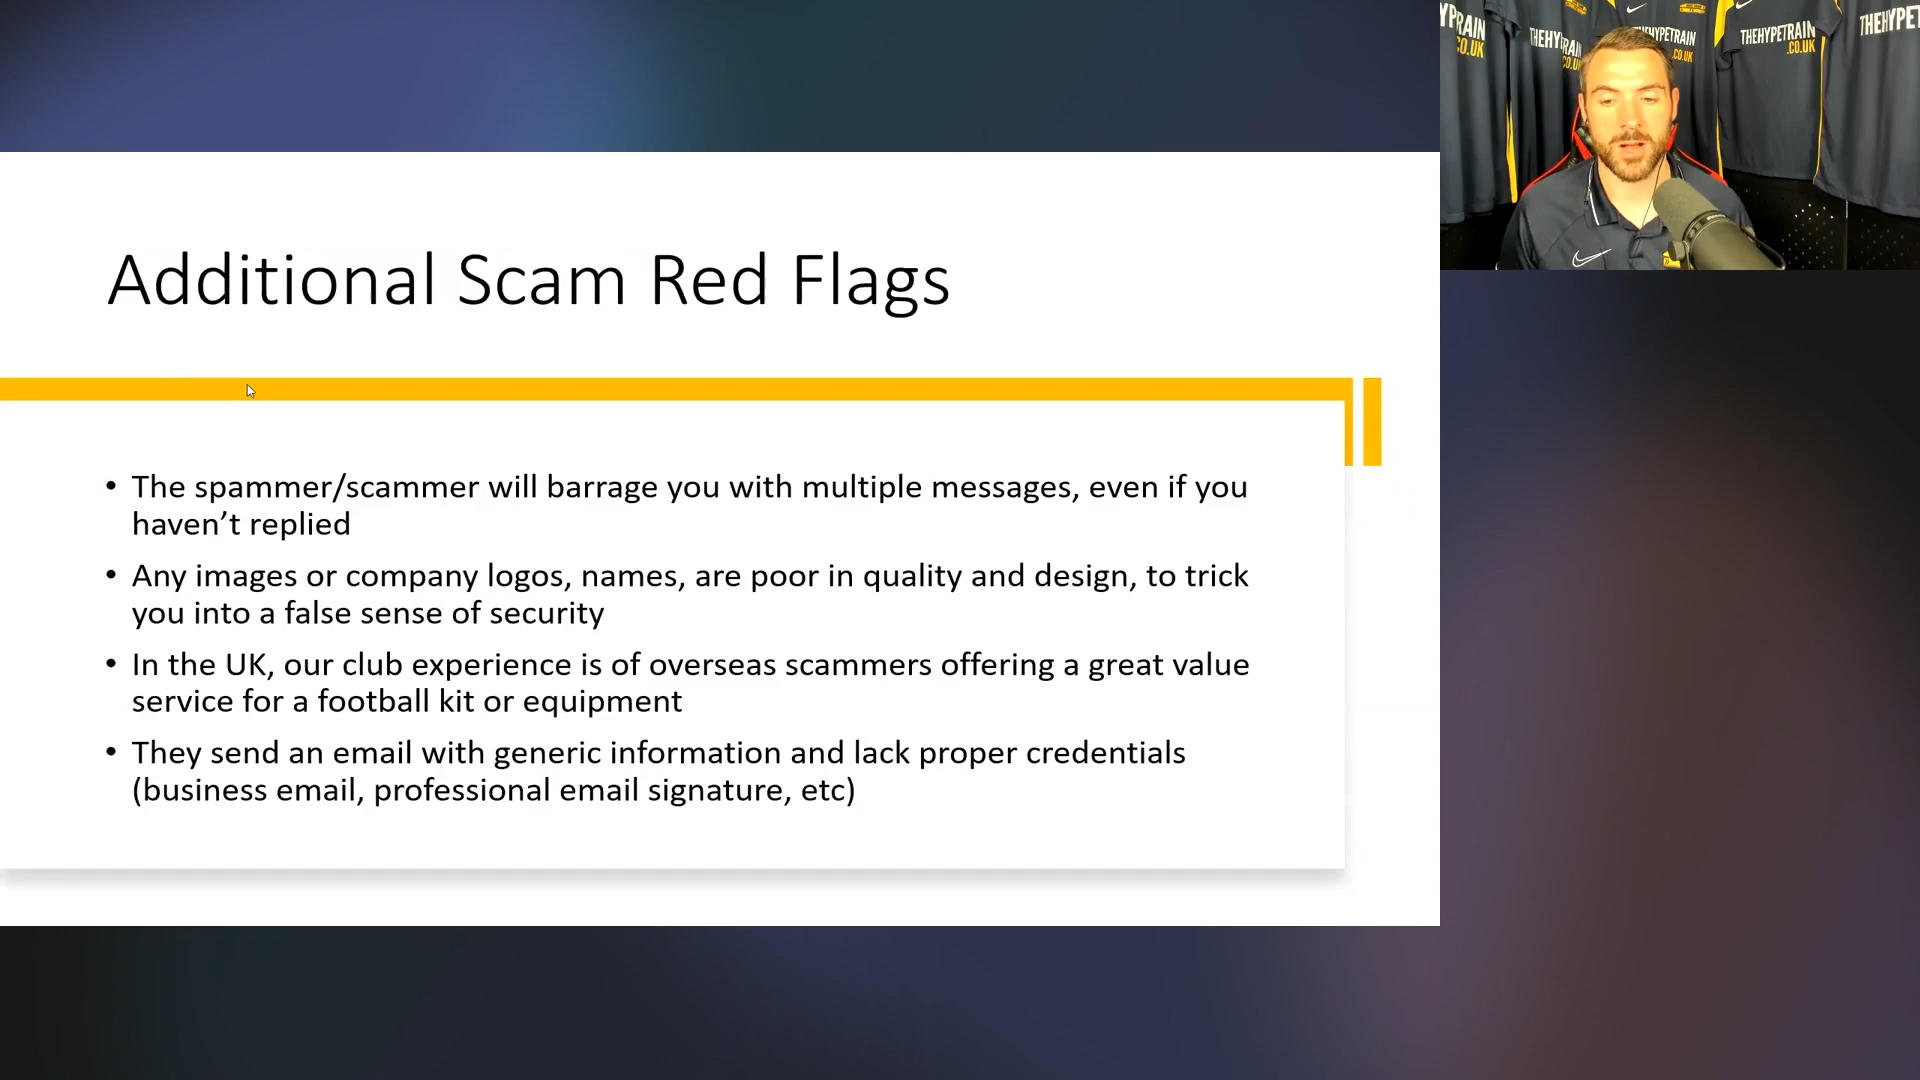 Additional Scam Red Flags
• The spammer/scammer will barrage you with multiple messages, even if you
haven’t replied
• Any images or company logos, names, are poor in quality and design, to trick
you into a false sense of security
• In the UK, our club experience is of overseas scammers offering a great value
service for a football kit or equipment
• They send an email with generic information and lack proper credentials
(business email, professional email signature, etc)
YPRAIN
CO.UK
THEHYPETRAIN
.CO.UK
THEHYPET